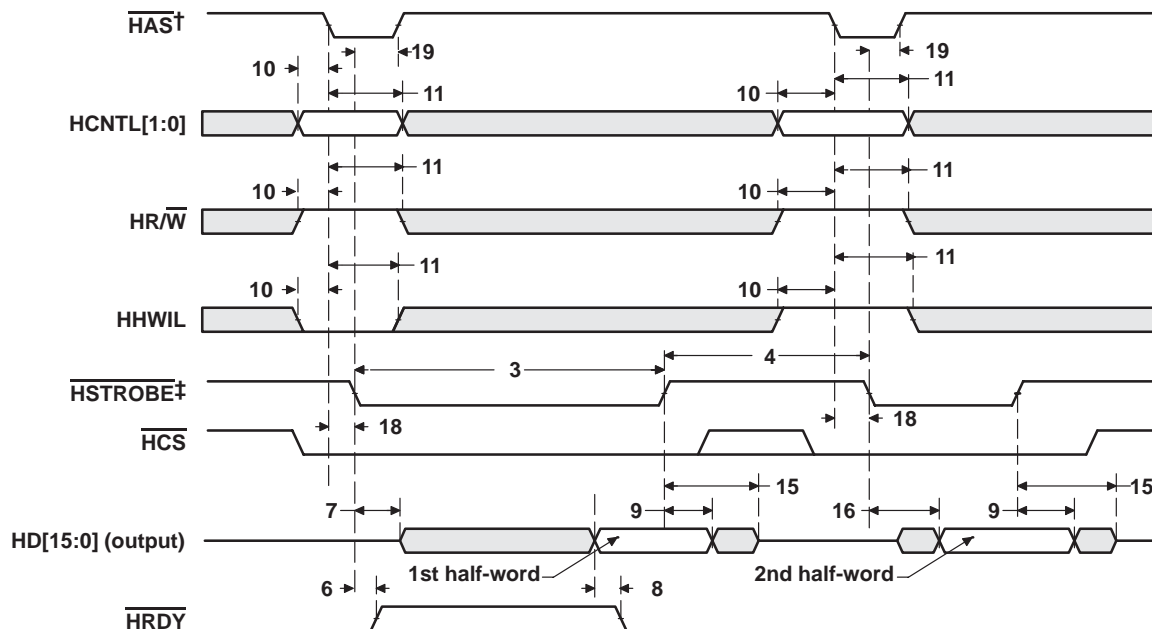 HAS†
19 19
10 11 10 11
HCNTL[1:0]
11 11
10 10
HR/W
11 11
10 10
HHWIL
3 4
HSTROBE‡
18 18
HCS
15 15
7 9 16 9
HD[15:0] (output)
1st half-word 2nd half-word
6 8
HRDY